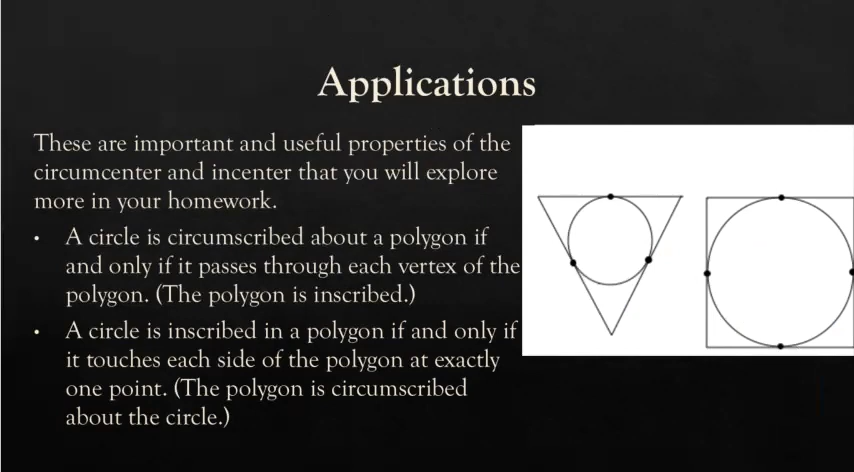 Applications
These are important and useful properties of the
circumcenter and incenter that you will explore
more in your homework.
• A circle is circumscribed about a polygon if
and only if it passes through each vertex of the
polygon. (The polygon is inscribed.)
• A circle is inscribed in a polygon if and only if
it touches each side of the polygon at exactly
one point. (The polygon is circumscribed
about the circle.)